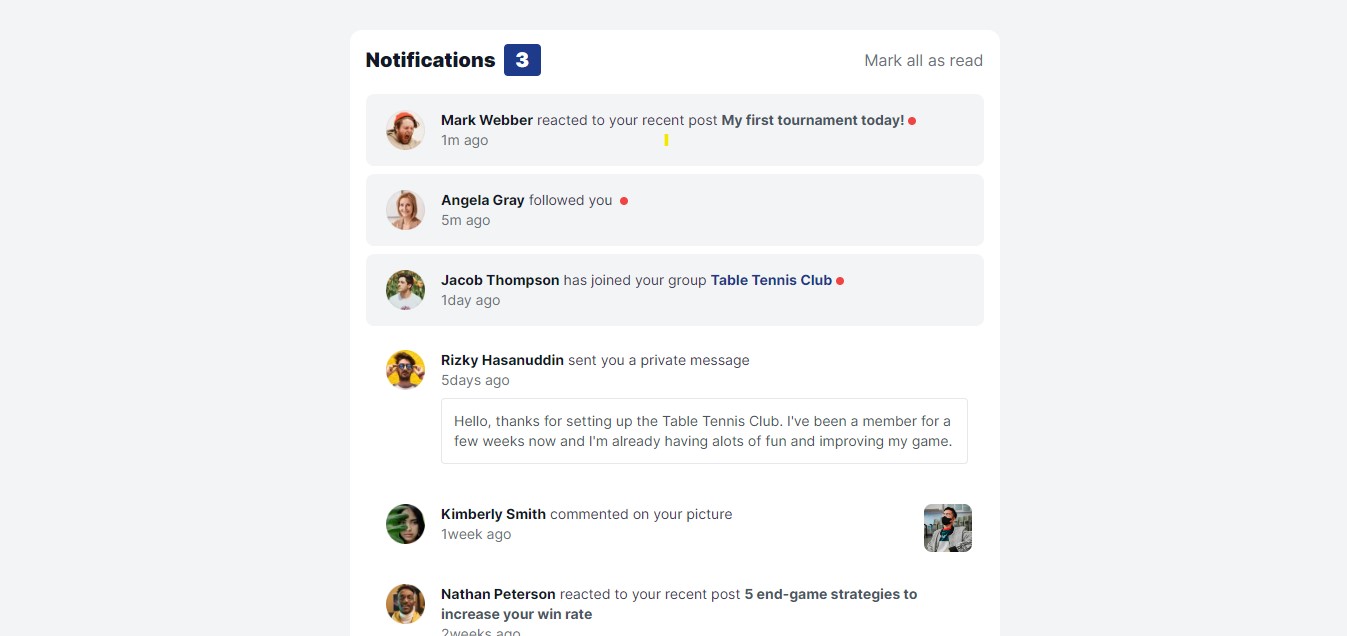 Notifications 3
Mark all as read
Mark Webber reacted to your recent post My first tournament today!
1m ago
Angela Gray followed you
5m ago
Jacob Thompson has joined your group Table Tennis Club
1day ago
Rizky Hasanuddin sent you a private message
5days ago
Hello, thanks for setting up the Table Tennis Club. I've been a member for a
few weeks now and I'm already having alots of fun and improving my game.
Kimberly Smith commented on your picture
1week ago
Nathan Peterson reacted to your recent post 5 end-game strategies to
increase your win rate
2weeks ago